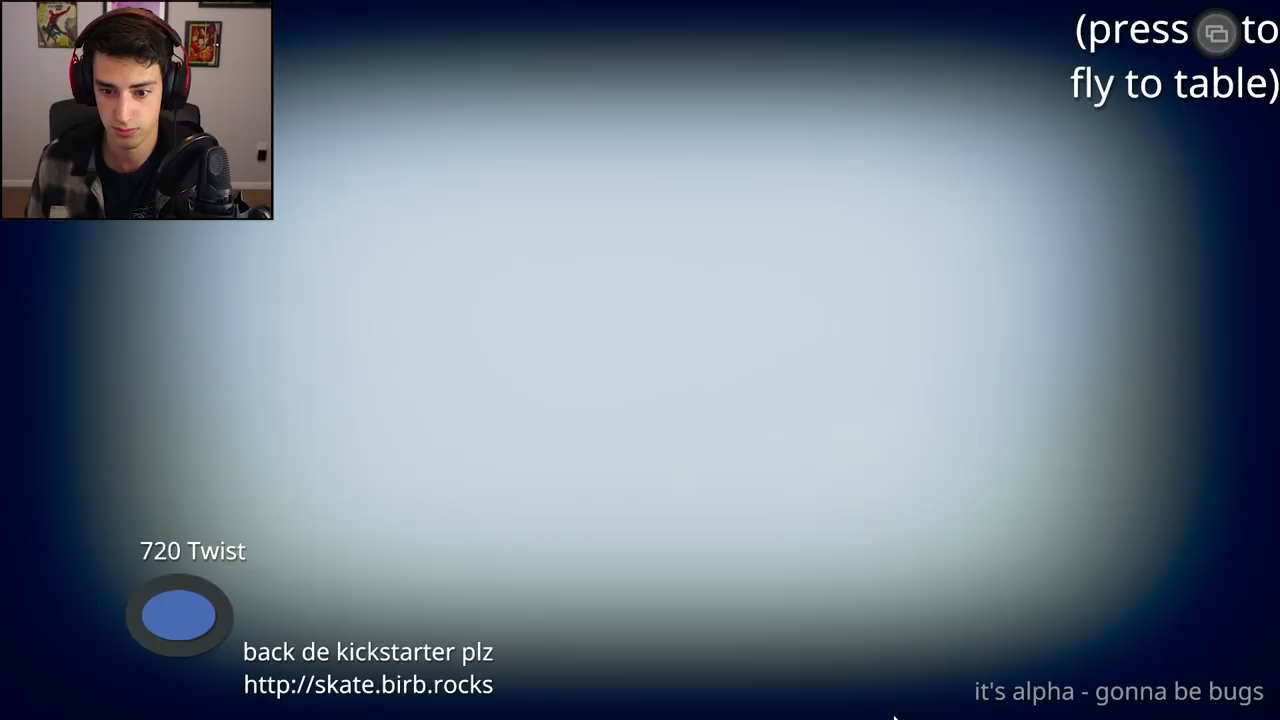 (press to
fly to table)
720 Twist
back de kickstarter plz
http://skate.birb.rocks
it's alpha - gonna be bugs